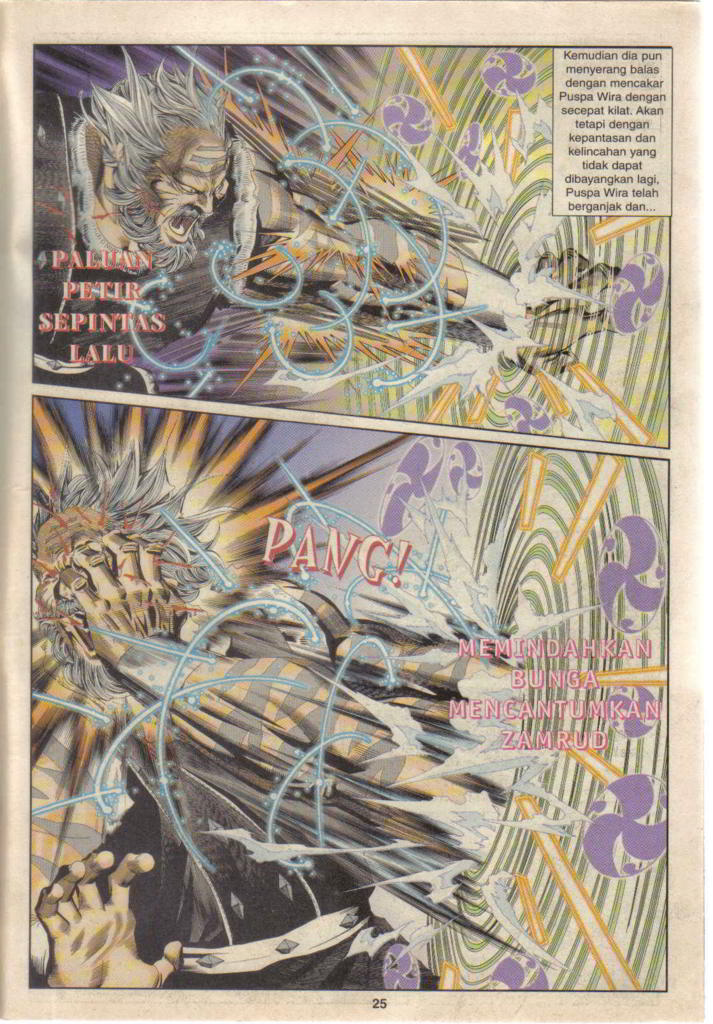 Kemudian dia pun
menyerang balas
dengan mencakar
Puspa Wira dengan
secepat kilat. Akan
tetapi dengan
kepantasan dan
kelincahan yang
tidak dapat
dibayangkan lagi,
Puspa Wira telah
berganjak dan...
PALUAN
PETIR
SEPINTAS
LALU
PANG!
MEMINDAHKAN
BUNGA
MENCANTUMKAN
ZAMRUD
25